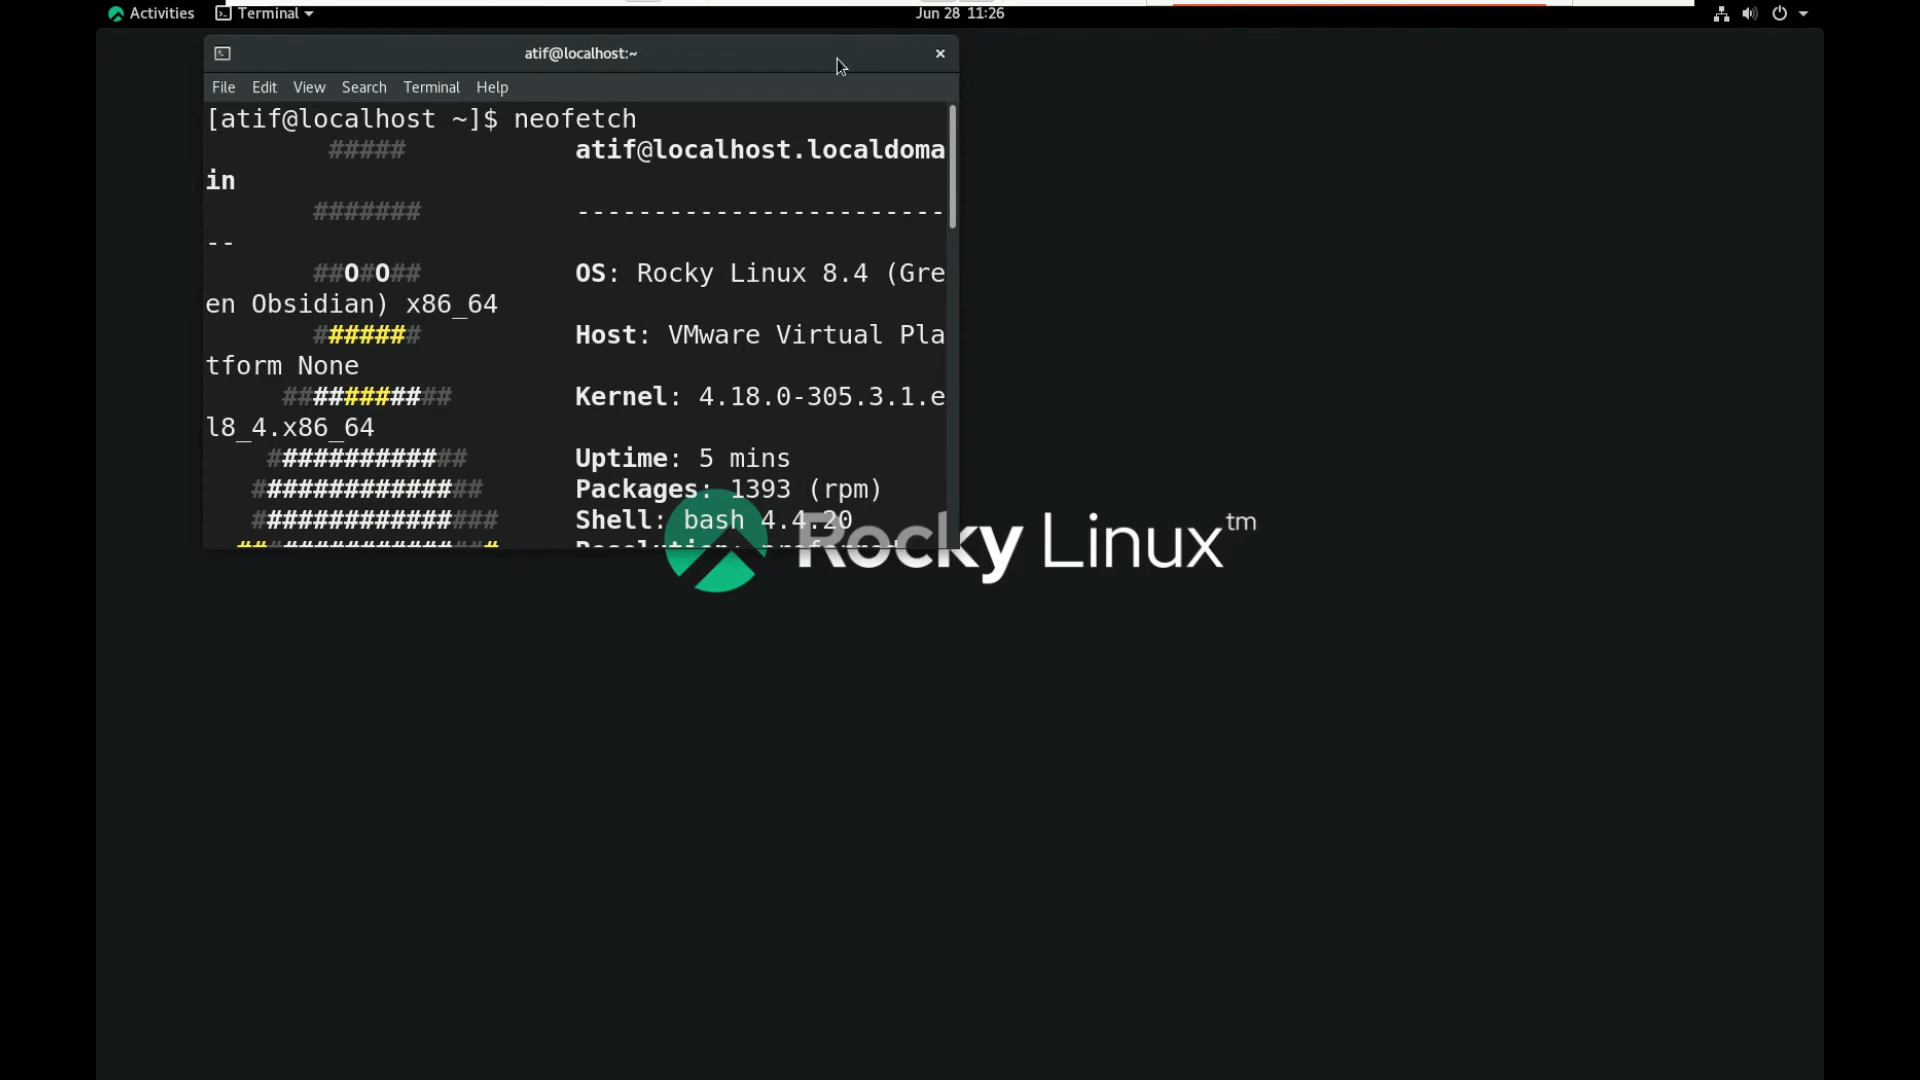 Activities Terminal Jun 28 11:26
atif@localhost:~ ×
File Edit View Search Terminal Help
[atif@localhost ~]$ neofetch
##### atif@localhost.localdoma
in
####### ------------------------
--
##O#O## OS: Rocky Linux 8.4 (Gre
en Obsidian) x86_64
####### Host: VMware Virtual Pla
tform None
########### Kernel: 4.18.0-305.3.1.e
l8_4.x86_64
############# Uptime: 5 mins
############### Packages: 1393 (rpm)
################ Shell: bash 4.4.20
################# Resolution: preferred
Rocky Linux™